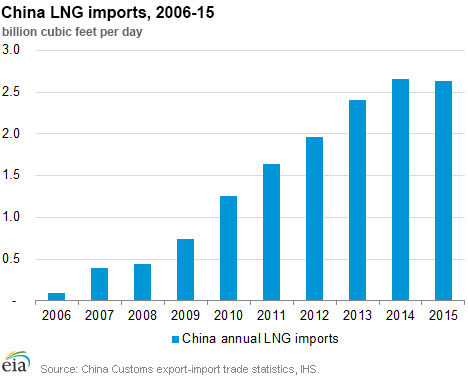 China LNG imports, 2006-15
billion cubic feet per day
3.0
2.5
2.0
1.5
1.0
0.5
-
2006 2007 2008 2009 2010 2011 2012 2013 2014 2015
China annual LNG imports
eia Source: China Customs export-import trade statistics, IHS.